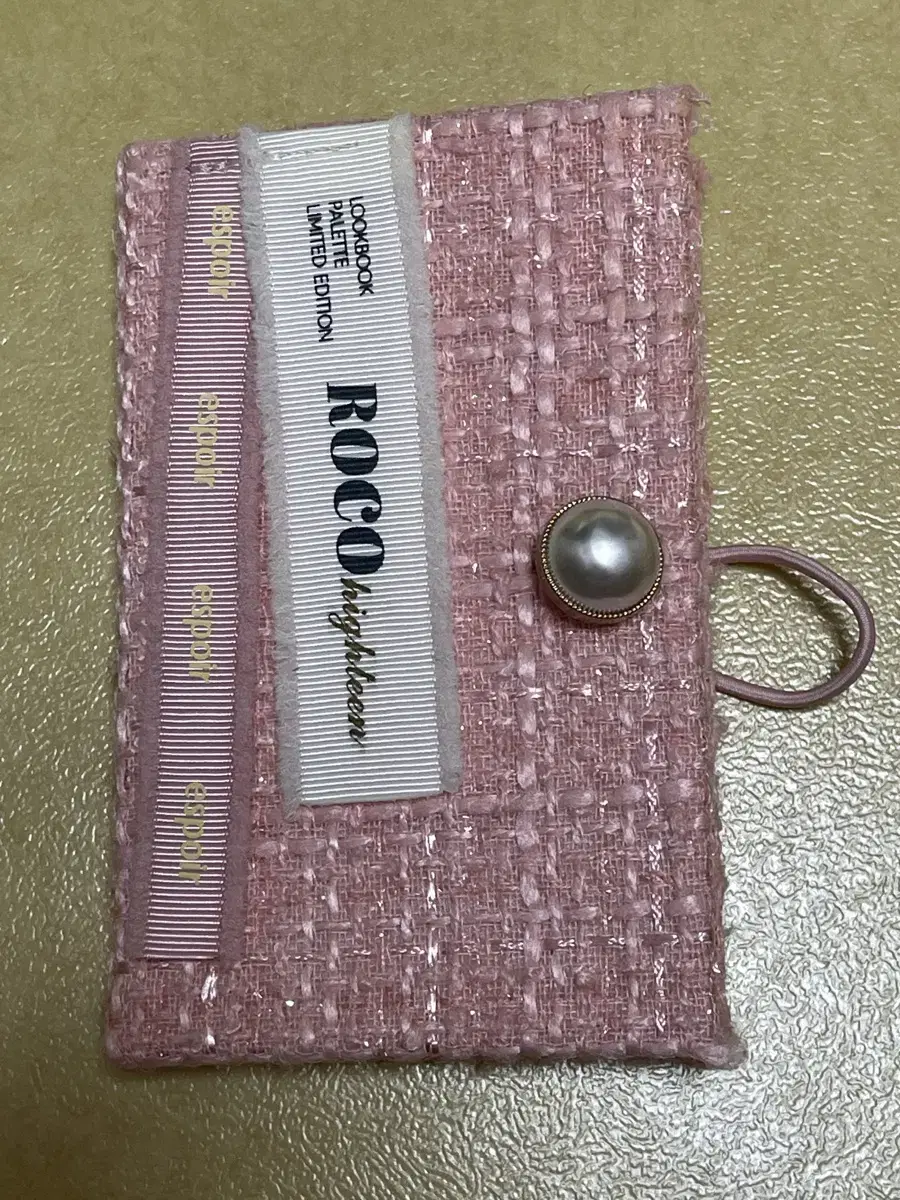 LOOKBOOK
PALETTE
LIMITED EDITION
ROCO highteen
espoir espoir espoir espoir